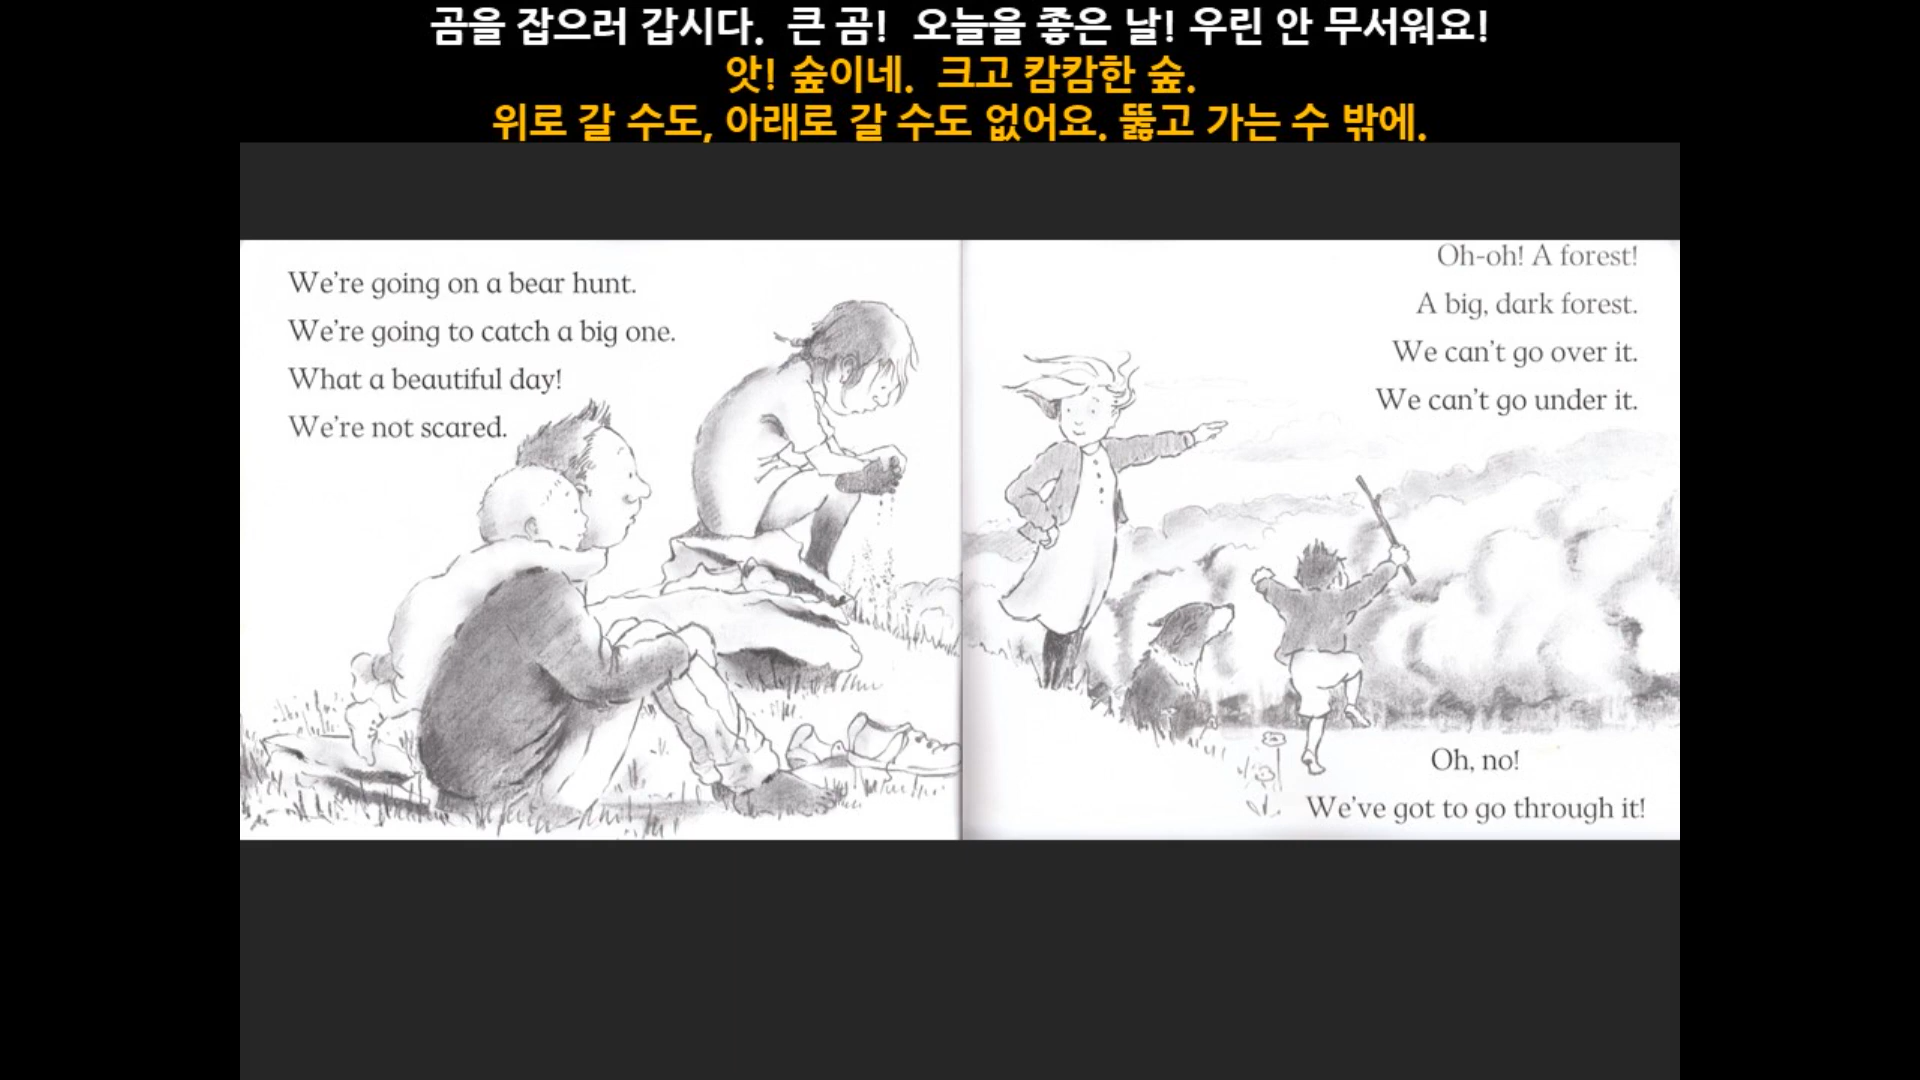 곰을 잡으러 갑시다.  큰 곰!  오늘을 좋은 날! 우린 안 무서워요!
앗! 숲이네.  크고 캄캄한 숲.
위로 갈 수도, 아래로 갈 수도 없어요. 뚫고 가는 수 밖에.
We're going on a bear hunt.
We're going to catch a big one.
What a beautiful day!
We're not scared.
Oh-oh! A forest!
A big, dark forest.
We can't go over it.
We can't go under it.
Oh, no!
We've got to go through it!